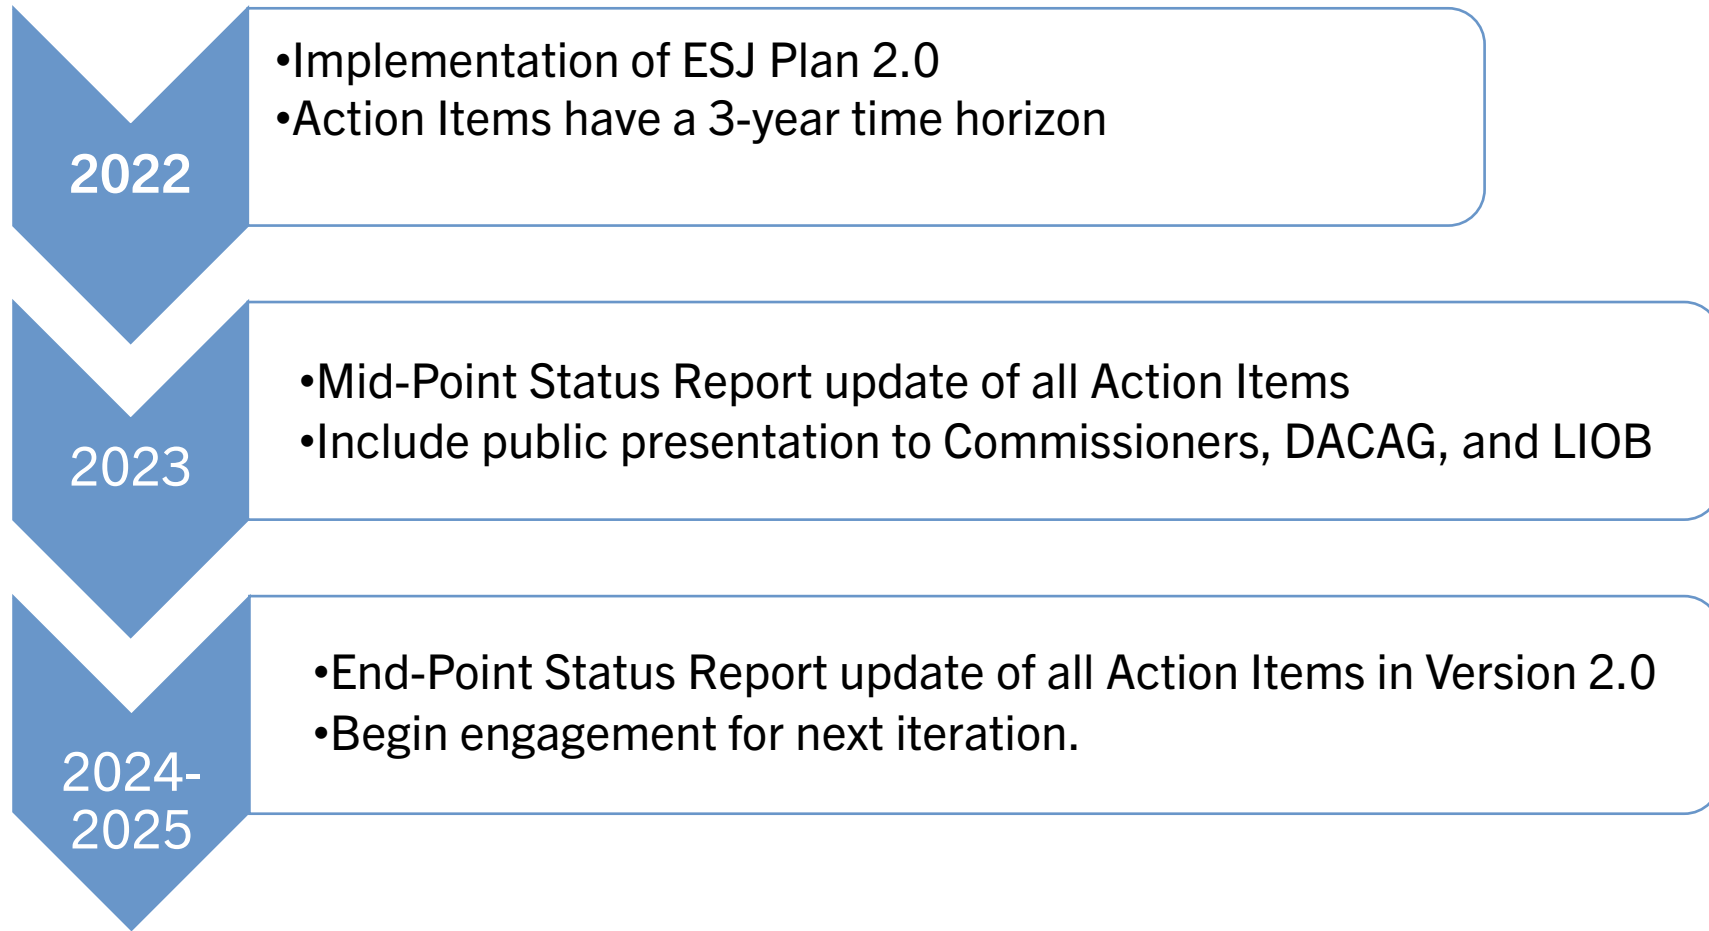 2022
•Implementation of ESJ Plan 2.0
•Action Items have a 3-year time horizon
2023
•Mid-Point Status Report update of all Action Items
•Include public presentation to Commissioners, DACAG, and LIOB
2024-
2025
•End-Point Status Report update of all Action Items in Version 2.0
•Begin engagement for next iteration.